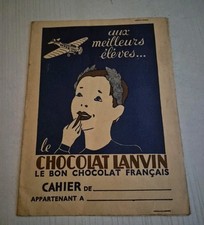 aux
meilleurs
élèves...
le
CHOCOLAT LANVIN
LE BON CHOCOLAT FRANÇAIS
CAHIER DE
APPARTENANT A